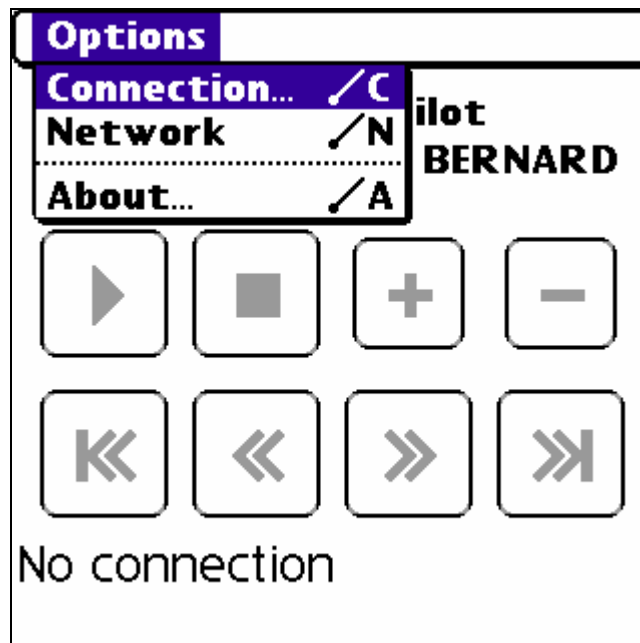 Options
Connection... /C
Network /N
ilot
BERNARD
About... /A
No connection